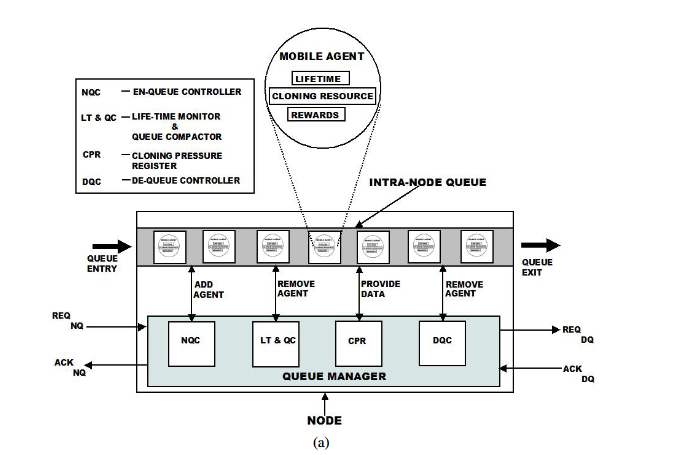 MOBILE AGENT
LIFETIME
CLONING RESOURCE
REWARDS
NQC — EN-QUEUE CONTROLLER
LT & QC — LIFE-TIME MONITOR
&
QUEUE COMPACTOR
CPR — CLONING PRESSURE
REGISTER
DQC — DE-QUEUE CONTROLLER
INTRA-NODE QUEUE
QUEUE
ENTRY
QUEUE
EXIT
ADD
AGENT
REMOVE
AGENT
PROVIDE
DATA
REMOVE
AGENT
REQ
NQ
ACK
NQ
NQC
LT & QC
CPR
DQC
REQ
DQ
ACK
DQ
QUEUE MANAGER
NODE
(a)